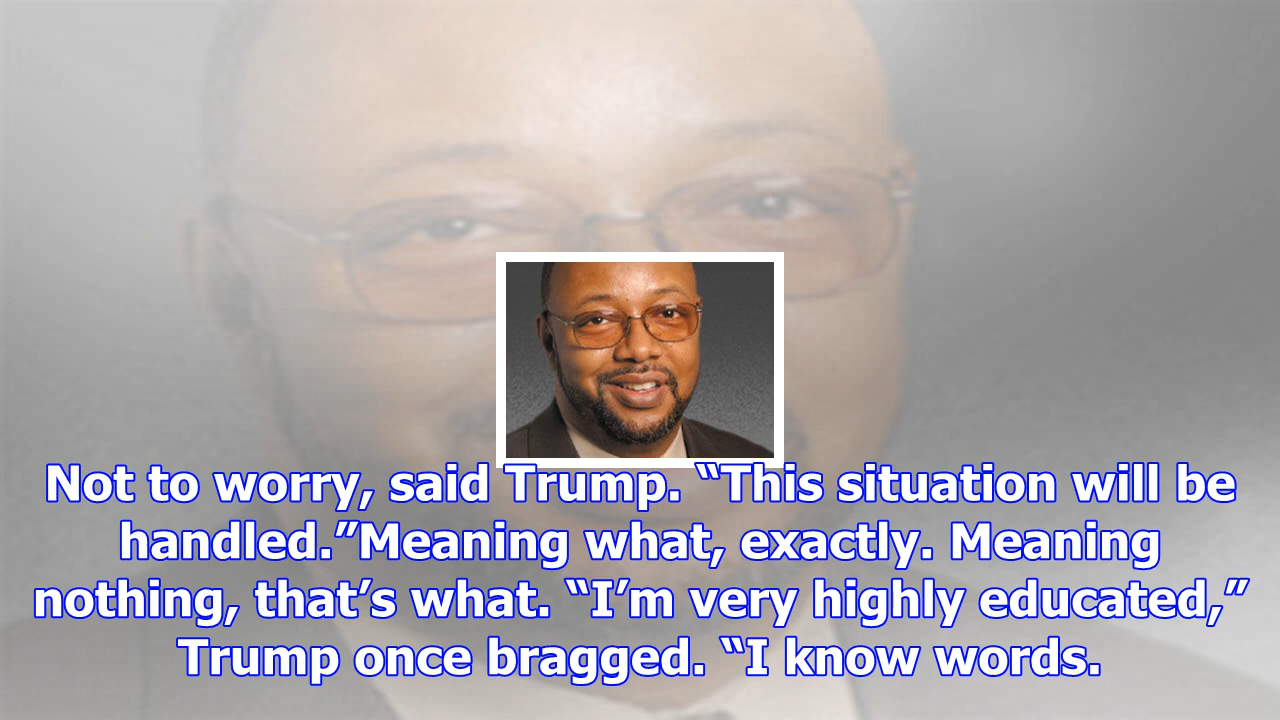 Not to worry, said Trump. “This situation will be
handled.”Meaning what, exactly. Meaning
nothing, that’s what. “I’m very highly educated,”
Trump once bragged. “I know words.